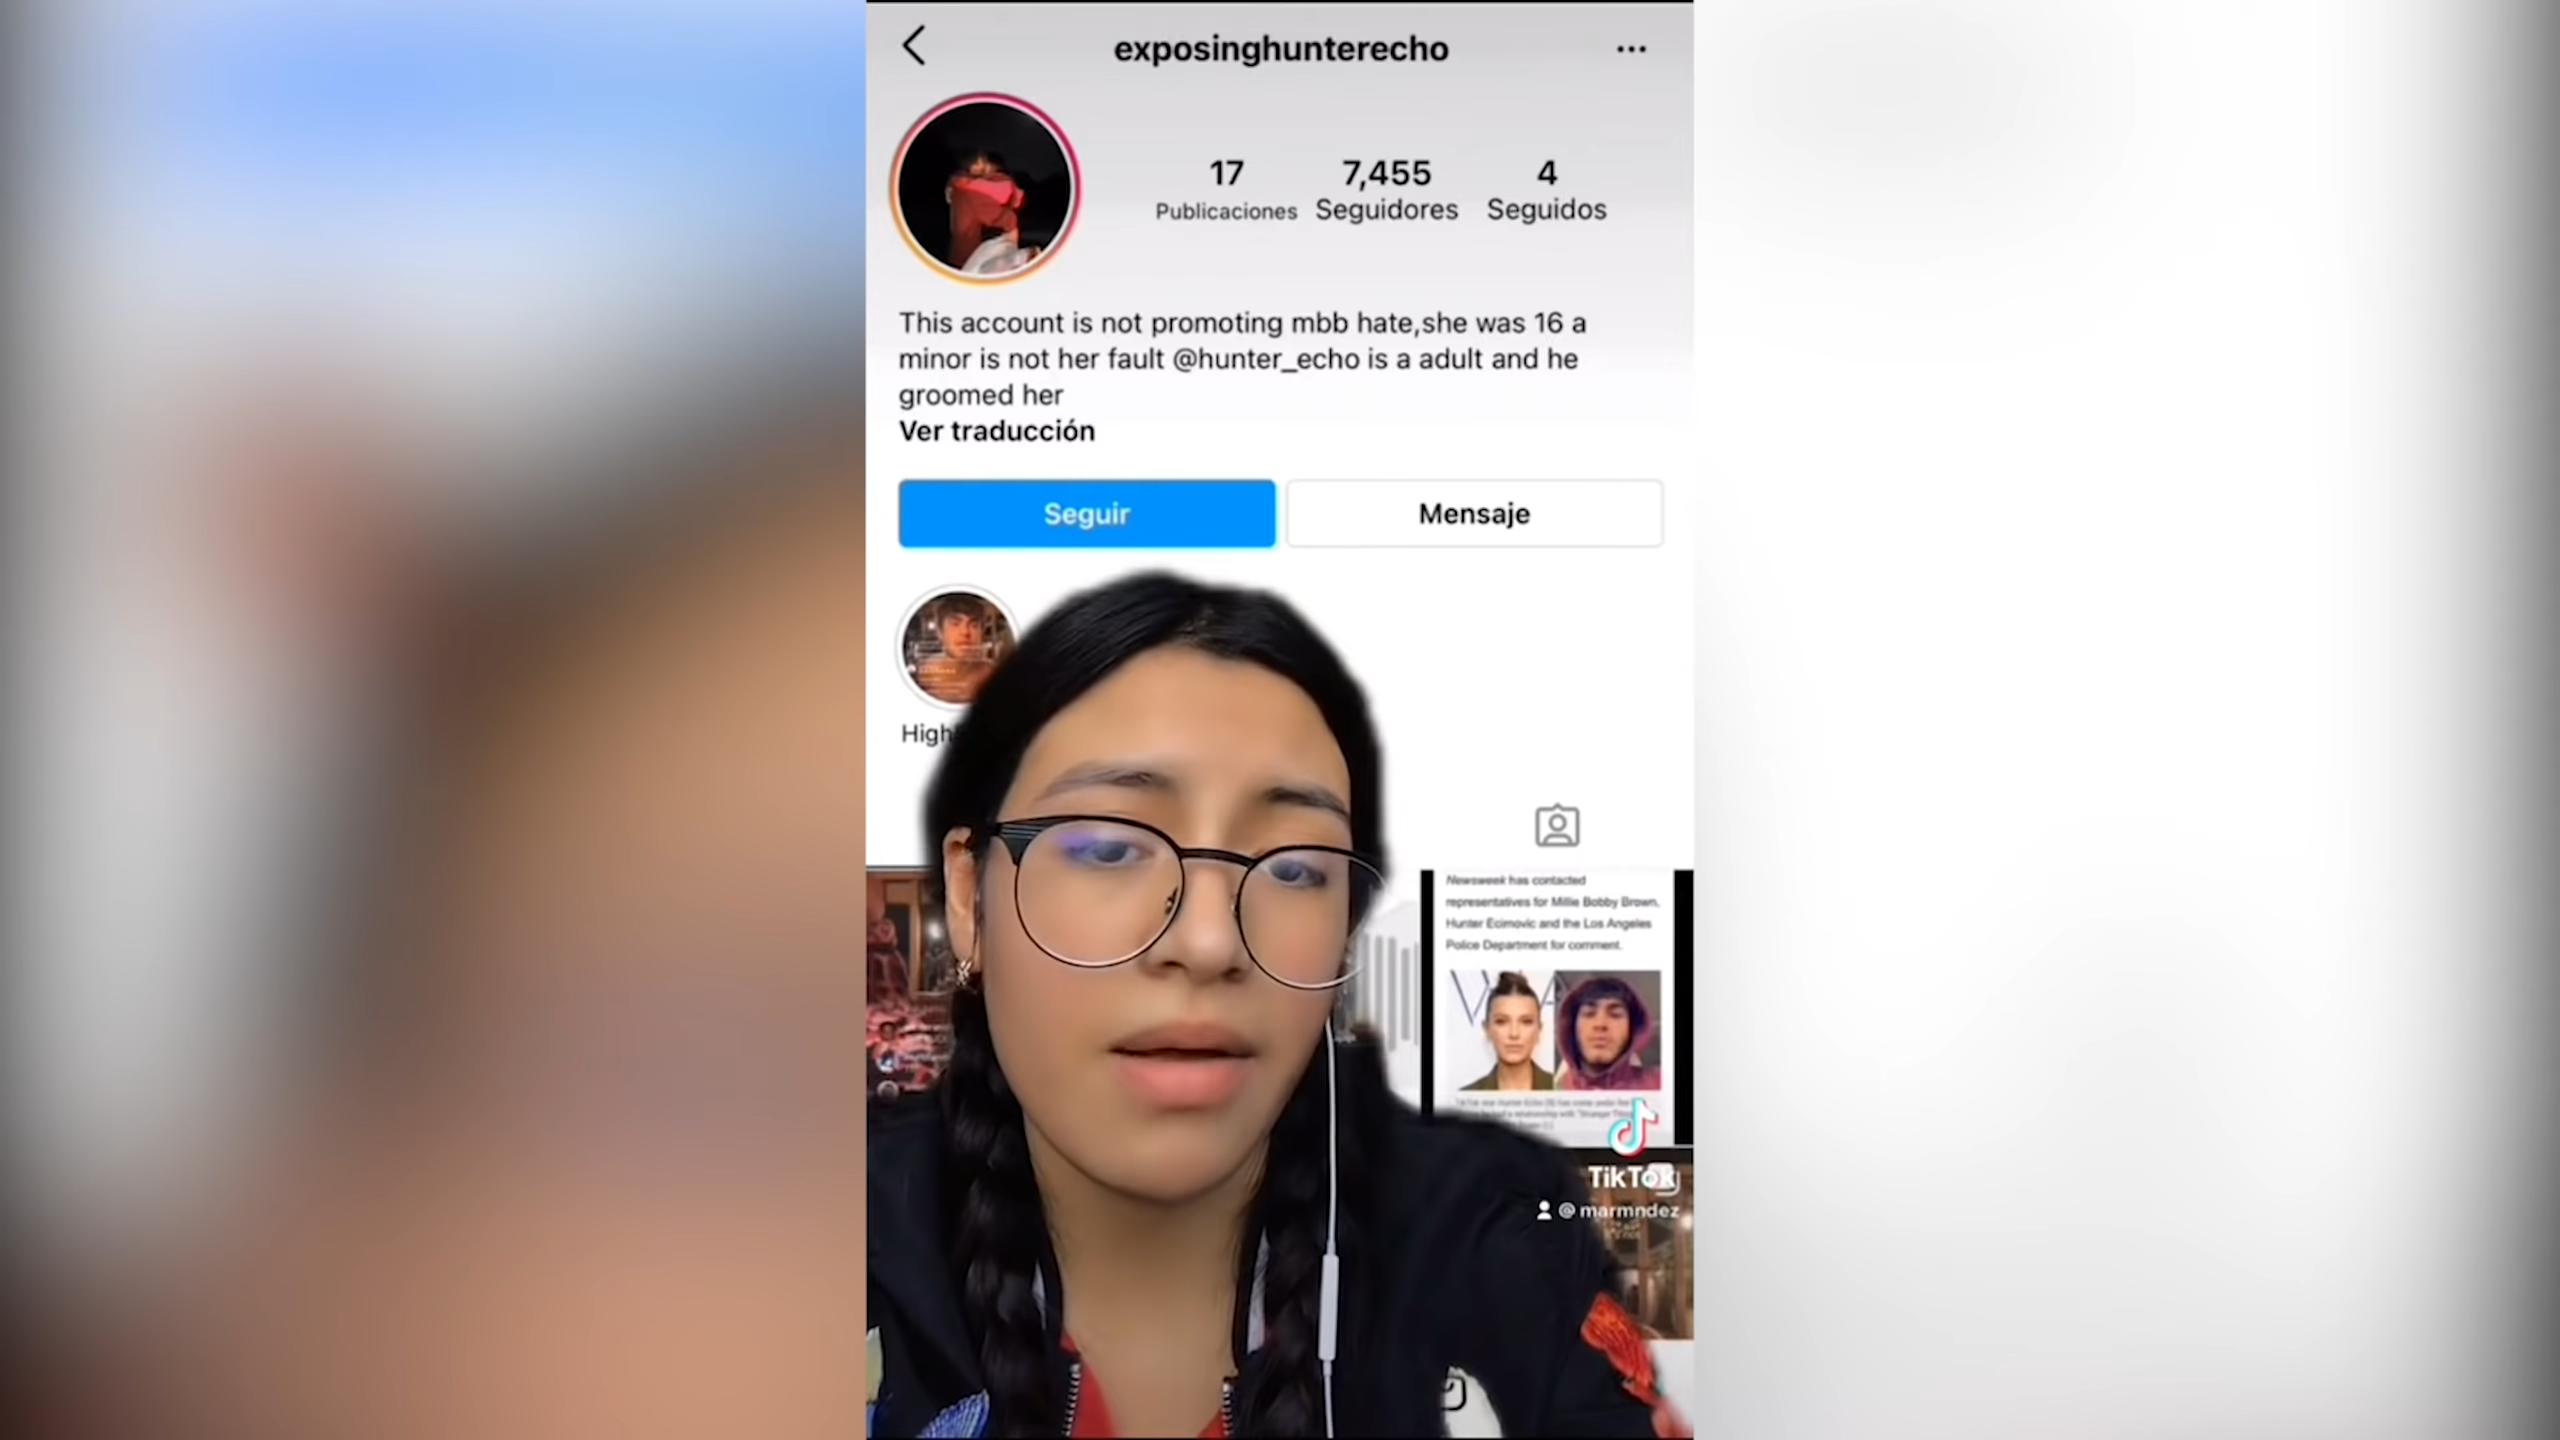 exposinghunterecho
17
7,455
4
Publicaciones
Seguidores
Seguidos
This account is not promoting mbb hate,she was 16 a
minor is not her fault @hunter_echo is a adult and he
groomed her
Ver traducción
Seguir
Mensaje
High
Newsweek has contacted
representatives for Millie Bobby Brown,
Hunter Ecimovic and the Los Angeles
Police Department for comment.
TikTok
@marmndez